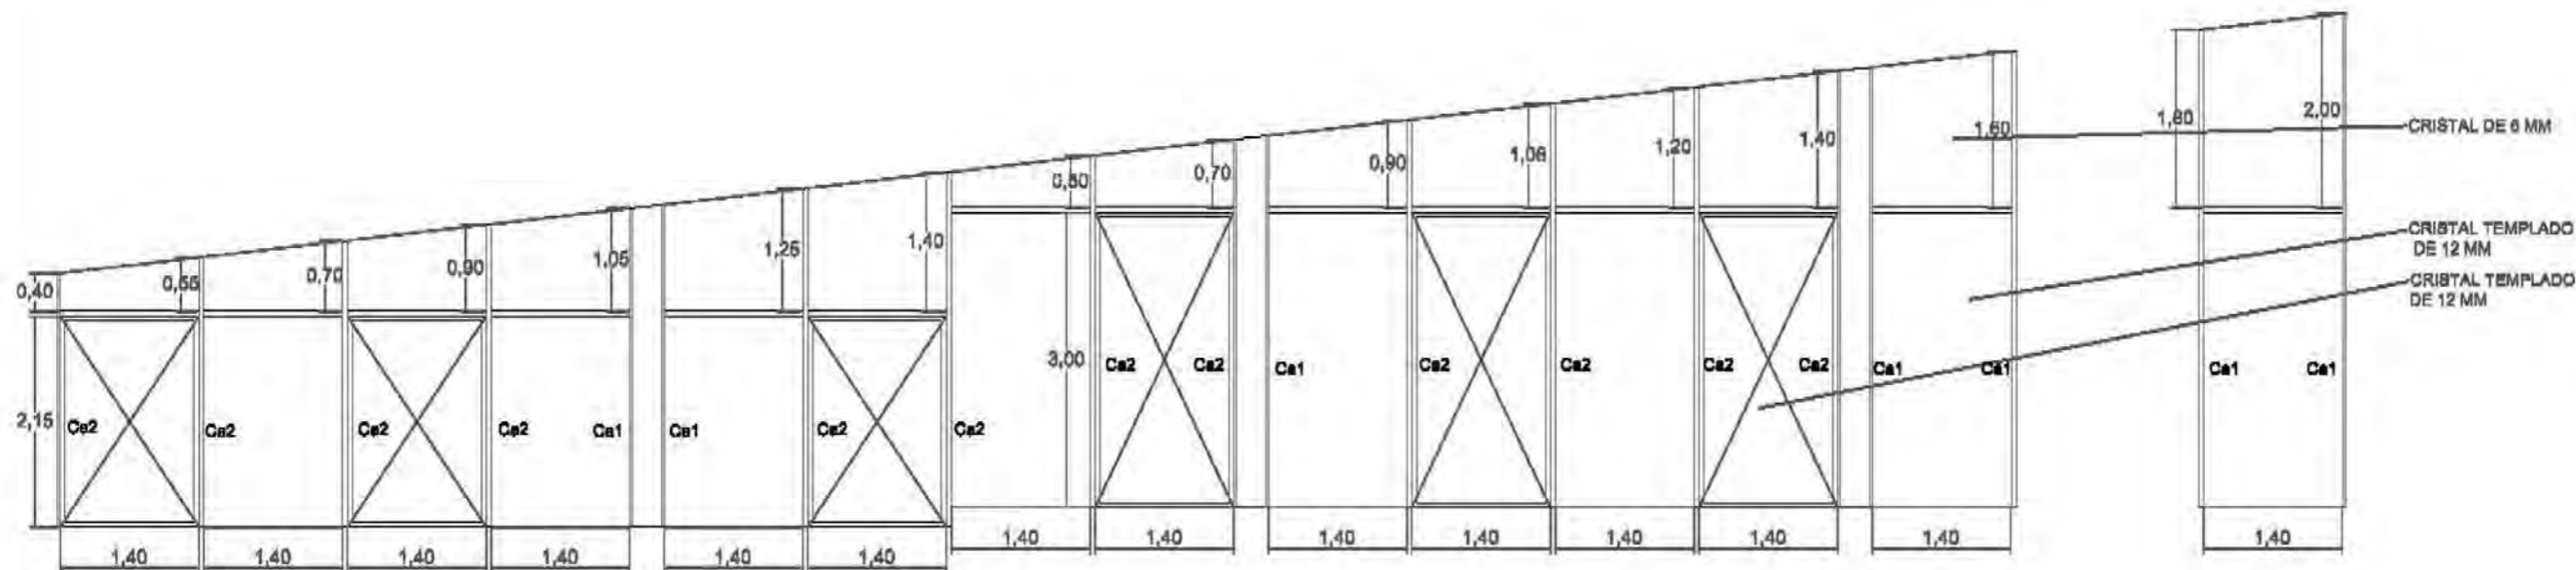 2,00
1,80
1,60
CRISTAL DE 6 MM
1,40
1,20
1,06
0,90
0,70
0,50
1,40
1,25
1,05
0,90
0,70
0,55
0,40
CRISTAL TEMPLADO
DE 12 MM
CRISTAL TEMPLADO
DE 12 MM
3,00
Ca2
Ca2
Ca1
Ca2
Ca2
Ca2
Ca2
Ca1
Ca1
Ca1
Ca1
2,15
Ca2
Ca2
Ca2
Ca2
Ca1
Ca1
Ca2
Ca2
1,40
1,40
1,40
1,40
1,40
1,40
1,40
1,40
1,40
1,40
1,40
1,40
1,40
1,40